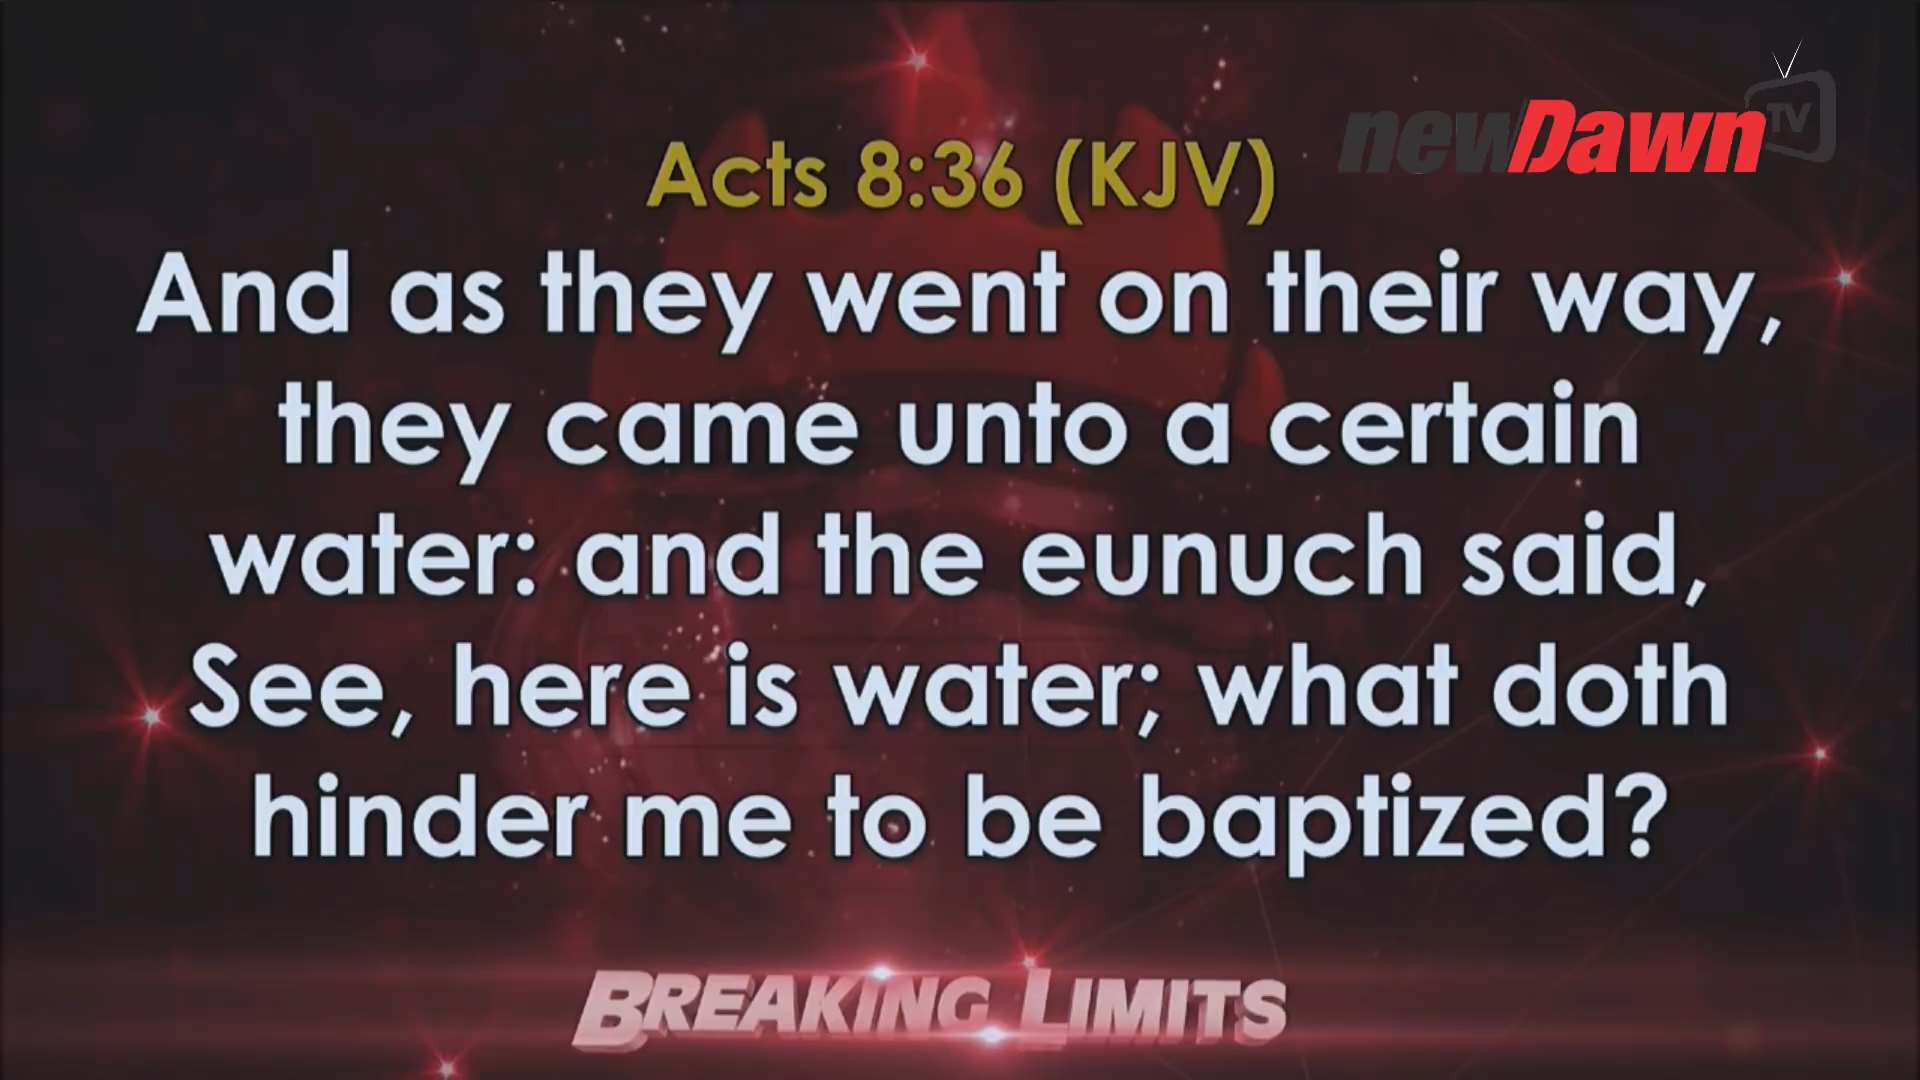 newDawn TV
Acts 8:36 (KJV)
And as they went on their way,
they came unto a certain
water: and the eunuch said,
See, here is water; what doth
hinder me to be baptized?
BREAKING LIMITS